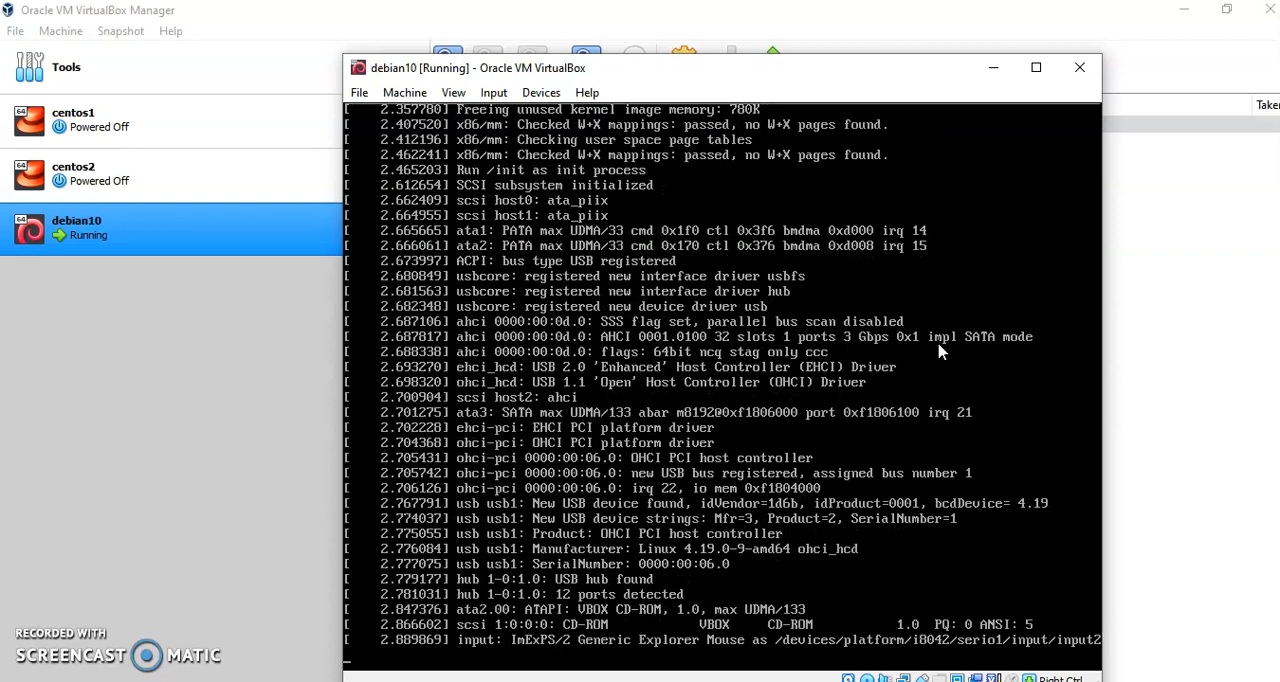 Oracle VM VirtualBox Manager
File Machine Snapshot Help
Tools
Taken
64 centos1
Powered Off
64 centos2
Powered Off
64 debian10
Running
debian10 [Running] - Oracle VM VirtualBox
File Machine View Input Devices Help
[    2.357780] Freeing unused kernel image memory: 780K
[    2.407520] x86/mm: Checked W+X mappings: passed, no W+X pages found.
[    2.412196] x86/mm: Checking user space page tables
[    2.462241] x86/mm: Checked W+X mappings: passed, no W+X pages found.
[    2.465203] Run /init as init process
[    2.612654] SCSI subsystem initialized
[    2.662409] scsi host0: ata_piix
[    2.664955] scsi host1: ata_piix
[    2.665665] ata1: PATA max UDMA/33 cmd 0x1f0 ctl 0x3f6 bmdma 0xd000 irq 14
[    2.666061] ata2: PATA max UDMA/33 cmd 0x170 ctl 0x376 bmdma 0xd008 irq 15
[    2.673997] ACPI: bus type USB registered
[    2.680849] usbcore: registered new interface driver usbfs
[    2.681563] usbcore: registered new interface driver hub
[    2.682348] usbcore: registered new device driver usb
[    2.687106] ahci 0000:00:0d.0: SSS flag set, parallel bus scan disabled
[    2.687817] ahci 0000:00:0d.0: AHCI 0001.0100 32 slots 1 ports 3 Gbps 0x1 impl SATA mode
[    2.688338] ahci 0000:00:0d.0: flags: 64bit ncq stag only ccc
[    2.693270] ehci_hcd: USB 2.0 'Enhanced' Host Controller (EHCI) Driver
[    2.698320] ohci_hcd: USB 1.1 'Open' Host Controller (OHCI) Driver
[    2.700904] scsi host2: ahci
[    2.701275] ata3: SATA max UDMA/133 abar m8192@0xf1806000 port 0xf1806100 irq 21
[    2.702228] ehci-pci: EHCI PCI platform driver
[    2.704368] ohci-pci: OHCI PCI platform driver
[    2.705431] ohci-pci 0000:00:06.0: OHCI PCI host controller
[    2.705742] ohci-pci 0000:00:06.0: new USB bus registered, assigned bus number 1
[    2.706126] ohci-pci 0000:00:06.0: irq 22, io mem 0xf1804000
[    2.767791] usb usb1: New USB device found, idVendor=1d6b, idProduct=0001, bcdDevice= 4.19
[    2.774037] usb usb1: New USB device strings: Mfr=3, Product=2, SerialNumber=1
[    2.775055] usb usb1: Product: OHCI PCI host controller
[    2.776084] usb usb1: Manufacturer: Linux 4.19.0-9-amd64 ohci_hcd
[    2.777075] usb usb1: SerialNumber: 0000:00:06.0
[    2.779177] hub 1-0:1.0: USB hub found
[    2.781031] hub 1-0:1.0: 12 ports detected
[    2.847376] ata2.00: ATAPI: VBOX CD-ROM, 1.0, max UDMA/133
[    2.866602] scsi 1:0:0:0: CD-ROM            VBOX     CD-ROM           1.0  PQ: 0 ANSI: 5
[    2.889869] input: ImExPS/2 Generic Explorer Mouse as /devices/platform/i8042/serio1/input/input2
Right Ctrl
RECORDED WITH
SCREENCAST MATIC